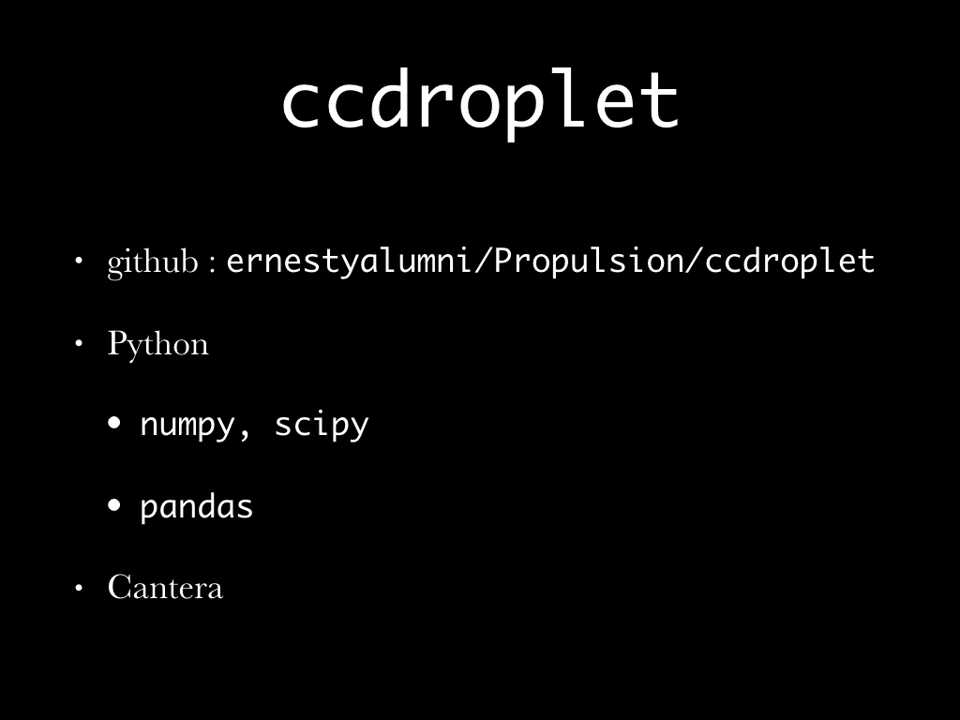 ccdroplet
• github : ernestyalumni/Propulsion/ccdroplet
• Python
• numpy, scipy
• pandas
• Cantera